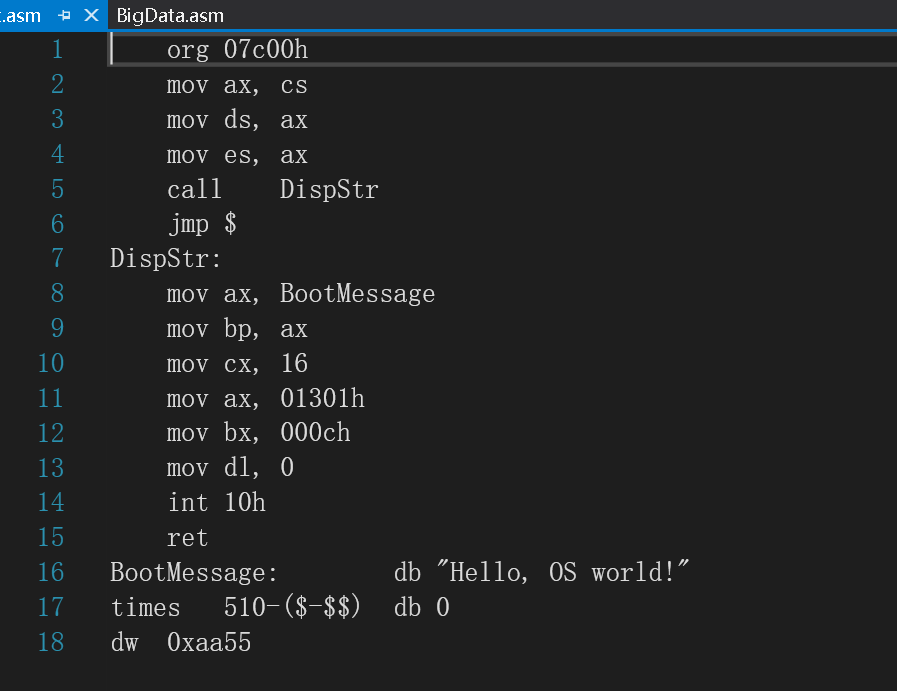 .asm BigData.asm
1 org 07c00h
2 mov ax, cs
3 mov ds, ax
4 mov es, ax
5 call DispStr
6 jmp $
7 DispStr:
8 mov ax, BootMessage
9 mov bp, ax
10 mov cx, 16
11 mov ax, 01301h
12 mov bx, 000ch
13 mov dl, 0
14 int 10h
15 ret
16 BootMessage: db "Hello, OS world!"
17 times 510-($-$$) db 0
18 dw 0xaa55